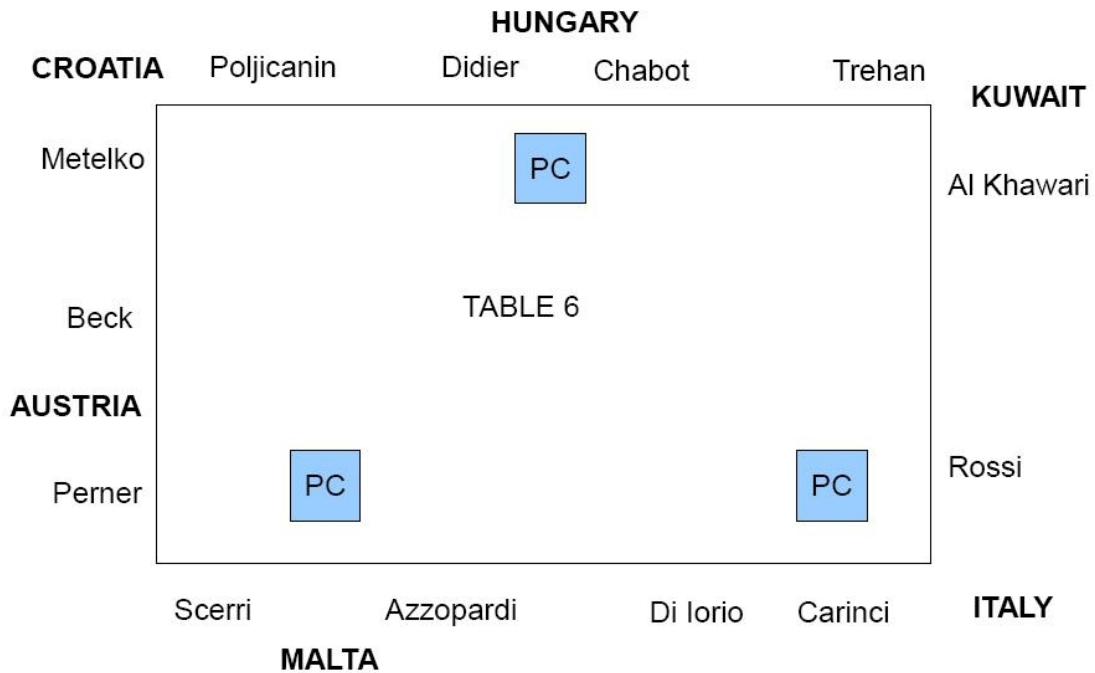 HUNGARY
CROATIA Poljicanin Didier Chabot Trehan
KUWAIT
Metelko PC Al Khawari
Beck TABLE 6
AUSTRIA
Perner PC PC Rossi
Scerri Azzopardi Di Iorio Carinci ITALY
MALTA